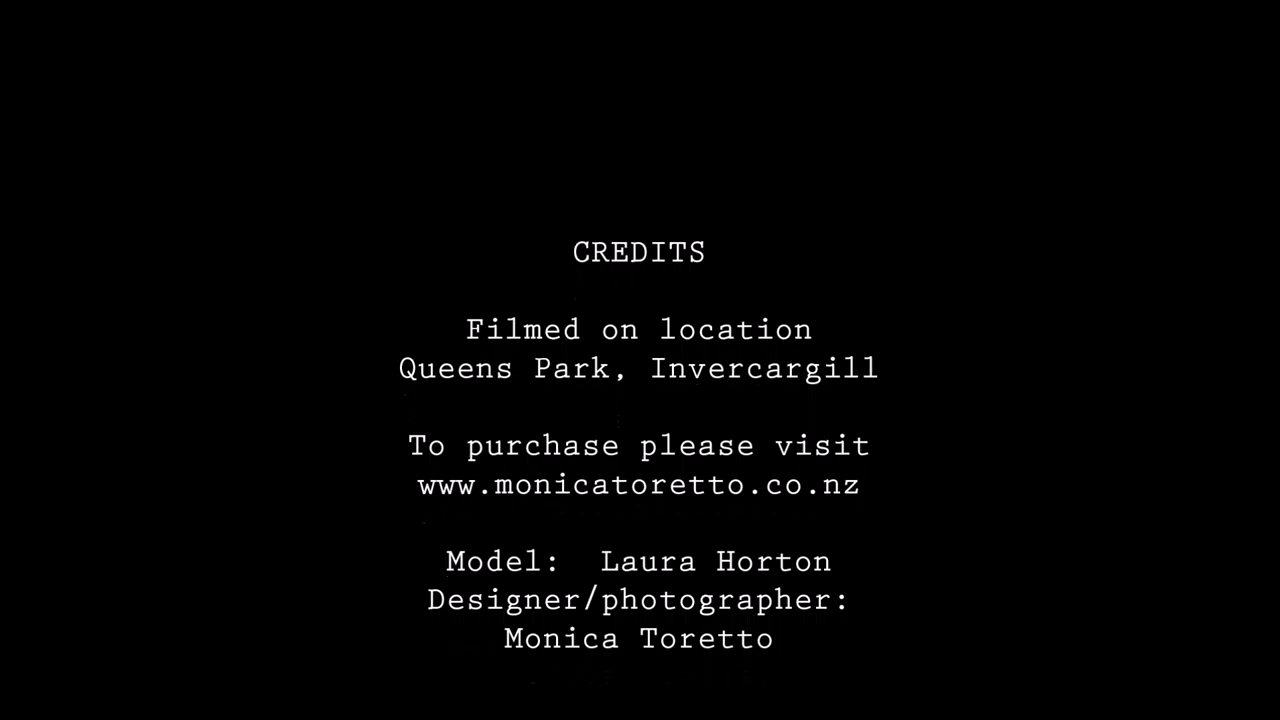 CREDITS
Filmed on location
Queens Park, Invercargill
To purchase please visit
www.monicatoretto.co.nz
Model:  Laura Horton
Designer/photographer:
Monica Toretto